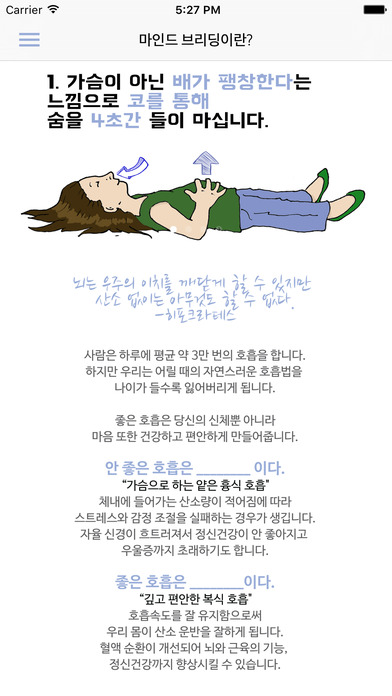 Carrier 5:27 PM
마인드 브리딩이란?
1. 가슴이 아닌 배가 팽창한다는
느낌으로 코를 통해
숨을 4초간 들이 마십니다.
뇌는 우주의 이치를 깨닫게 할 수 있지만
산소 없이는 아무것도 할 수 없다.
-히포크라테스
사람은 하루에 평균 약 3만 번의 호흡을 합니다.
하지만 우리는 어릴 때의 자연스러운 호흡법을
나이가 들수록 잃어버리게 됩니다.
좋은 호흡은 당신의 신체뿐 아니라
마음 또한 건강하고 편안하게 만들어줍니다.
안 좋은 호흡은 ______ 이다.
“가슴으로 하는 얕은 흉식 호흡”
체내에 들어가는 산소량이 적어짐에 따라
스트레스와 감정 조절을 실패하는 경우가 생깁니다.
자율 신경이 흐트러져서 정신건강이 안 좋아지고
우울증까지 초래하기도 합니다.
좋은 호흡은 ______이다.
“깊고 편안한 복식 호흡”
호흡속도를 잘 유지함으로써
우리 몸이 산소 운반을 잘하게 됩니다.
혈액 순환이 개선되어 뇌와 근육의 기능,
정신건강까지 향상시킬 수 있습니다.